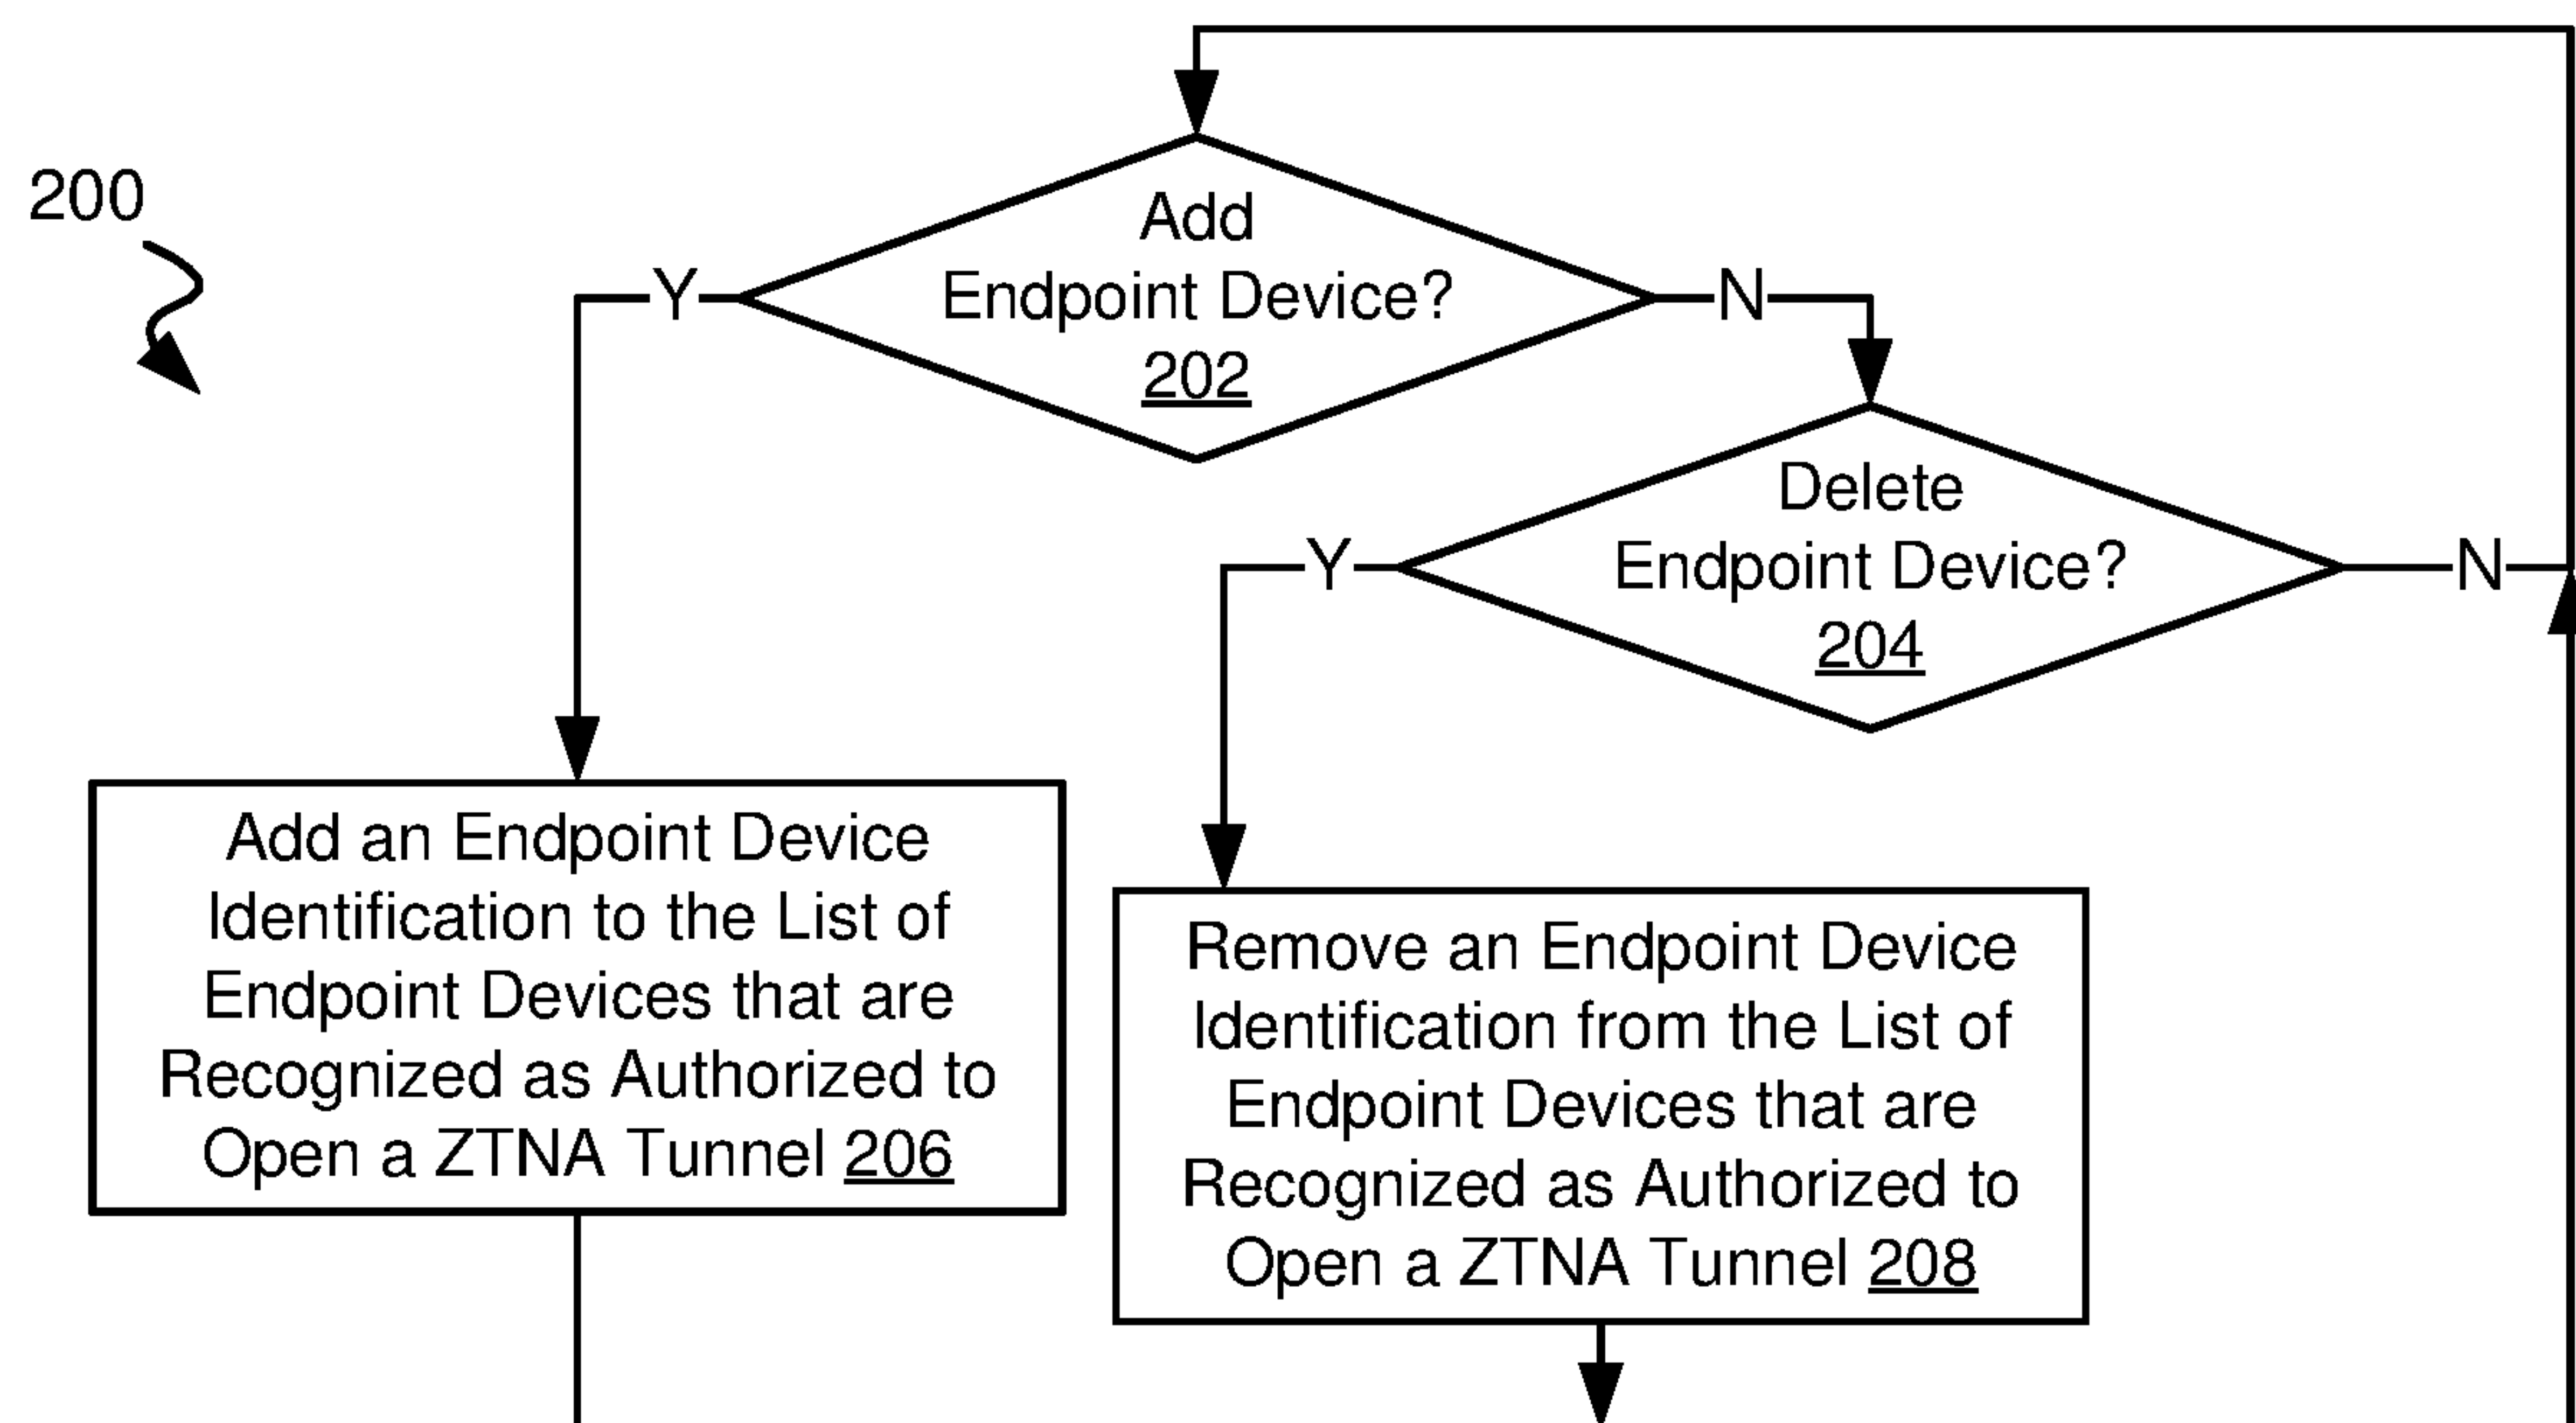 200
Add
Endpoint Device?
202
Y
N
Delete
Endpoint Device?
204
Y
N
Add an Endpoint Device
Identification to the List of
Endpoint Devices that are
Recognized as Authorized to
Open a ZTNA Tunnel 206
Remove an Endpoint Device
Identification from the List of
Endpoint Devices that are
Recognized as Authorized to
Open a ZTNA Tunnel 208